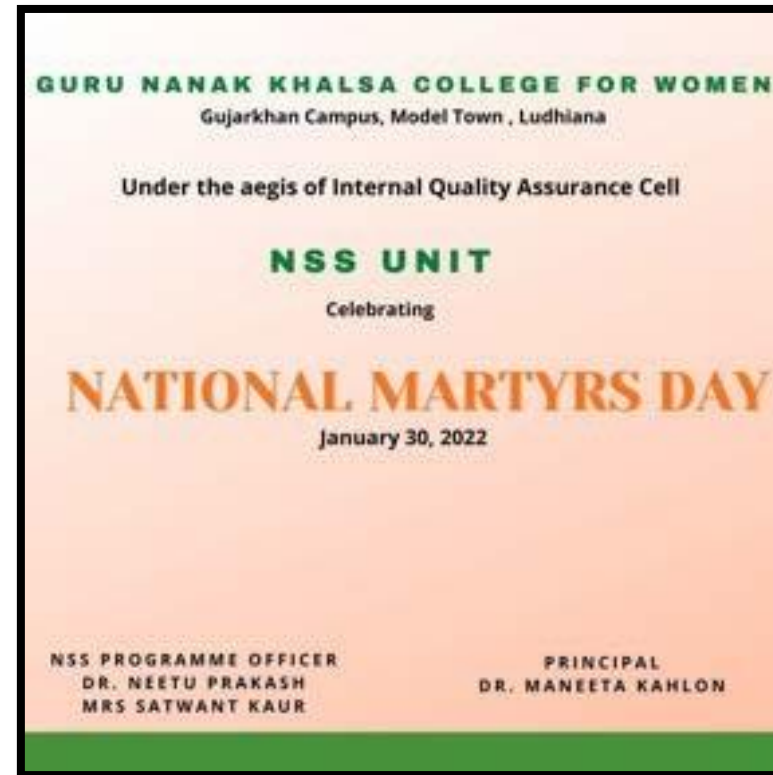 GURU NANAK KHALSA COLLEGE FOR WOMEN
Gujarkhan Campus, Model Town , Ludhiana
Under the aegis of Internal Quality Assurance Cell
NSS UNIT
Celebrating
NATIONAL MARTYRS DAY
January 30, 2022
NSS PROGRAMME OFFICER
DR. NEETU PRAKASH
MRS SATWANT KAUR
PRINCIPAL
DR. MANEETA KAHLON